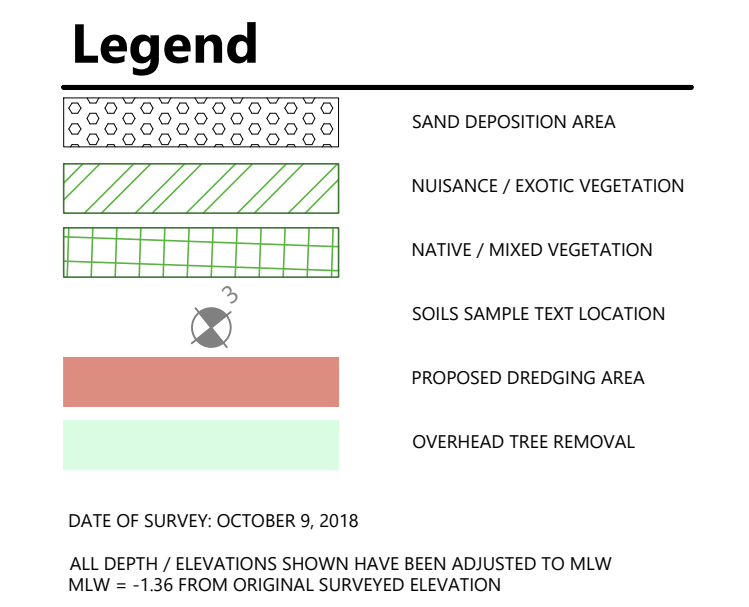 Legend
SAND DEPOSITION AREA
NUISANCE / EXOTIC VEGETATION
NATIVE / MIXED VEGETATION
3
SOILS SAMPLE TEXT LOCATION
PROPOSED DREDGING AREA
OVERHEAD TREE REMOVAL
DATE OF SURVEY: OCTOBER 9, 2018
ALL DEPTH / ELEVATIONS SHOWN HAVE BEEN ADJUSTED TO MLW
MLW = -1.36 FROM ORIGINAL SURVEYED ELEVATION